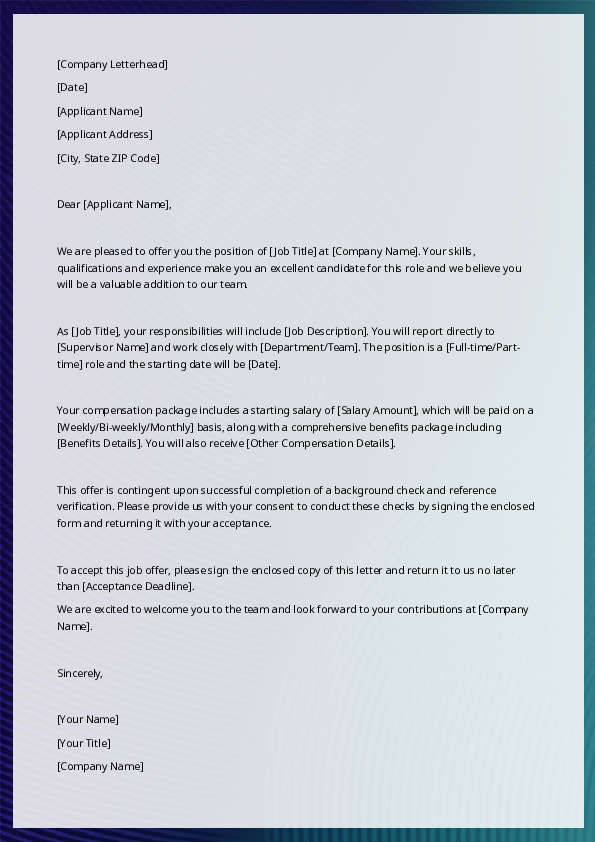 [Company Letterhead]
[Date]
[Applicant Name]
[Applicant Address]
[City, State ZIP Code]
Dear [Applicant Name],
We are pleased to offer you the position of [Job Title] at [Company Name]. Your skills,
qualifications and experience make you an excellent candidate for this role and we believe you
will be a valuable addition to our team.
As [Job Title], your responsibilities will include [Job Description]. You will report directly to
[Supervisor Name] and work closely with [Department/Team]. The position is a [Full-time/Part-
time] role and the starting date will be [Date].
Your compensation package includes a starting salary of [Salary Amount], which will be paid on a
[Weekly/Bi-weekly/Monthly] basis, along with a comprehensive benefits package including
[Benefits Details]. You will also receive [Other Compensation Details].
This offer is contingent upon successful completion of a background check and reference
verification. Please provide us with your consent to conduct these checks by signing the enclosed
form and returning it with your acceptance.
To accept this job offer, please sign the enclosed copy of this letter and return it to us no later
than [Acceptance Deadline].
We are excited to welcome you to the team and look forward to your contributions at [Company
Name].
Sincerely,
[Your Name]
[Your Title]
[Company Name]